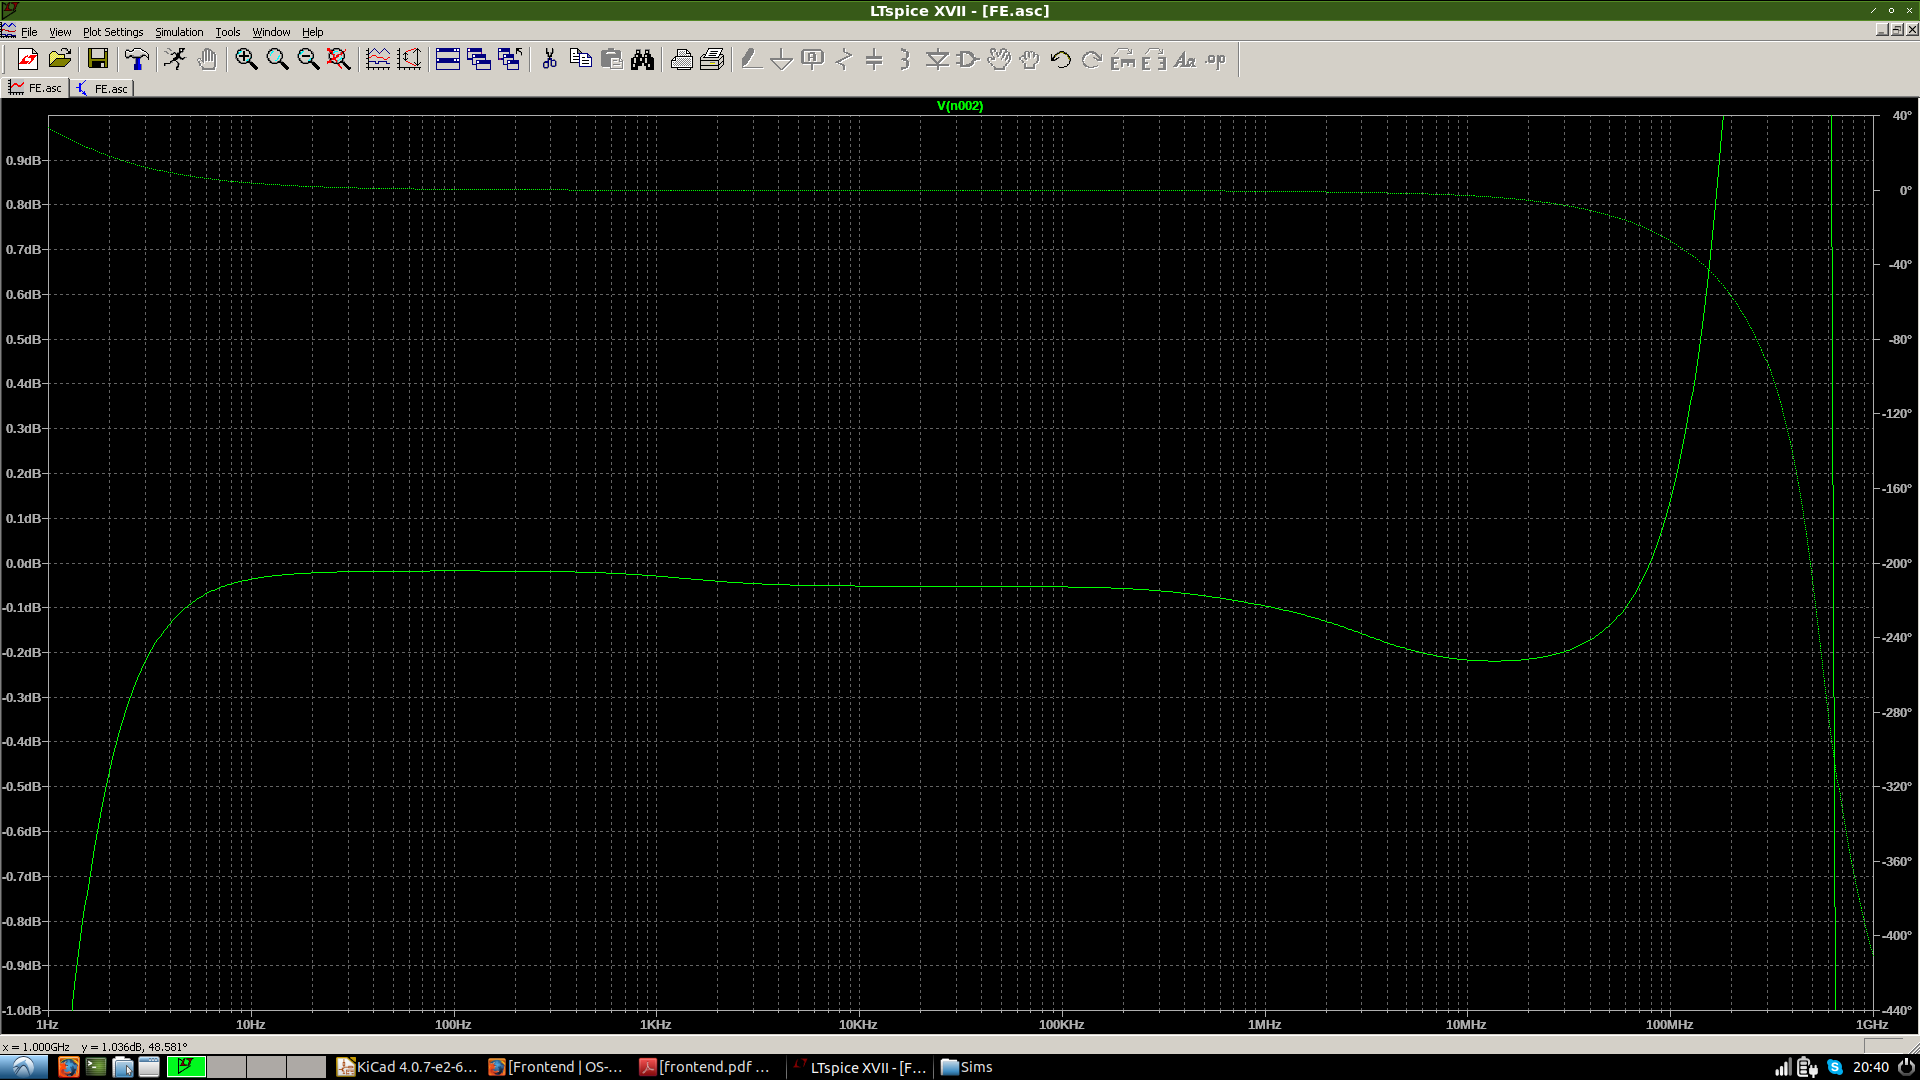 LTspice XVII - [FE.asc]
File View Plot Settings Simulation Tools Window Help
FE.asc FE.asc
V(n002)
40°
0.9dB
0.8dB 0°
0.7dB
0.6dB -40°
0.5dB -80°
0.4dB
0.3dB -120°
0.2dB
0.1dB -160°
0.0dB -200°
-0.1dB
-0.2dB -240°
-0.3dB -280°
-0.4dB
-0.5dB -320°
-0.6dB
-0.7dB -360°
-0.8dB
-0.9dB -400°
-1.0dB -440°
1Hz 10Hz 100Hz 1KHz 10KHz 100KHz 1MHz 10MHz 100MHz 1GHz
x = 1.000GHz y = 1.036dB, 48.581°
KiCad 4.0.7-e2-6... [Frontend | OS-... [frontend.pdf ... LTspice XVII - [F... Sims 20:40